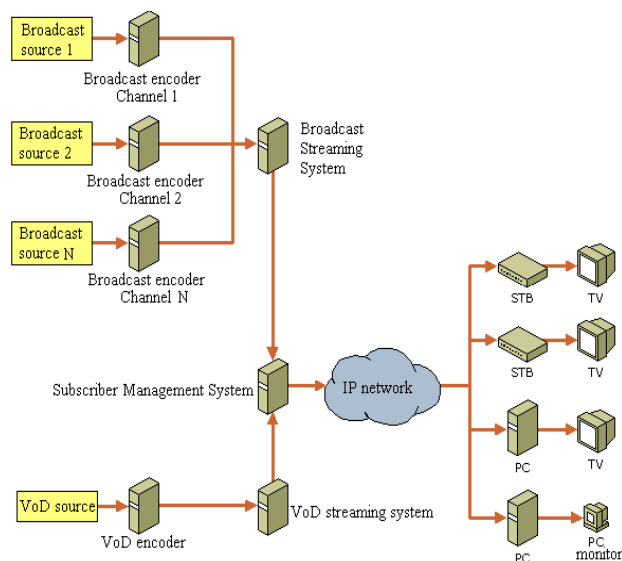 Broadcast
source 1
Broadcast encoder
Channel 1
Broadcast
source 2
Broadcast encoder
Channel 2
Broadcast
Streaming
System
Broadcast
source N
Broadcast encoder
Channel N
STB
TV
STB
TV
Subscriber Management System
IP network
PC
TV
VoD source
VoD encoder
VoD streaming system
PC
PC
monitor